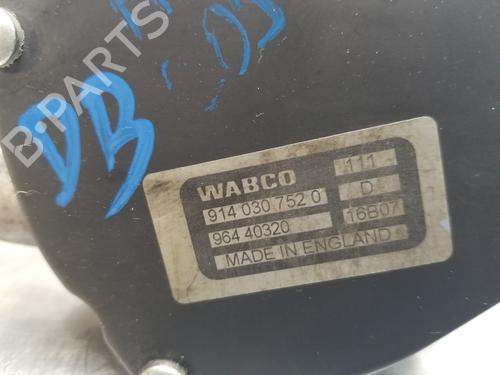 DB
B-PARTS
WABCO 111
914 030 752 0 D
964 40320 16B07
MADE IN ENGLAND